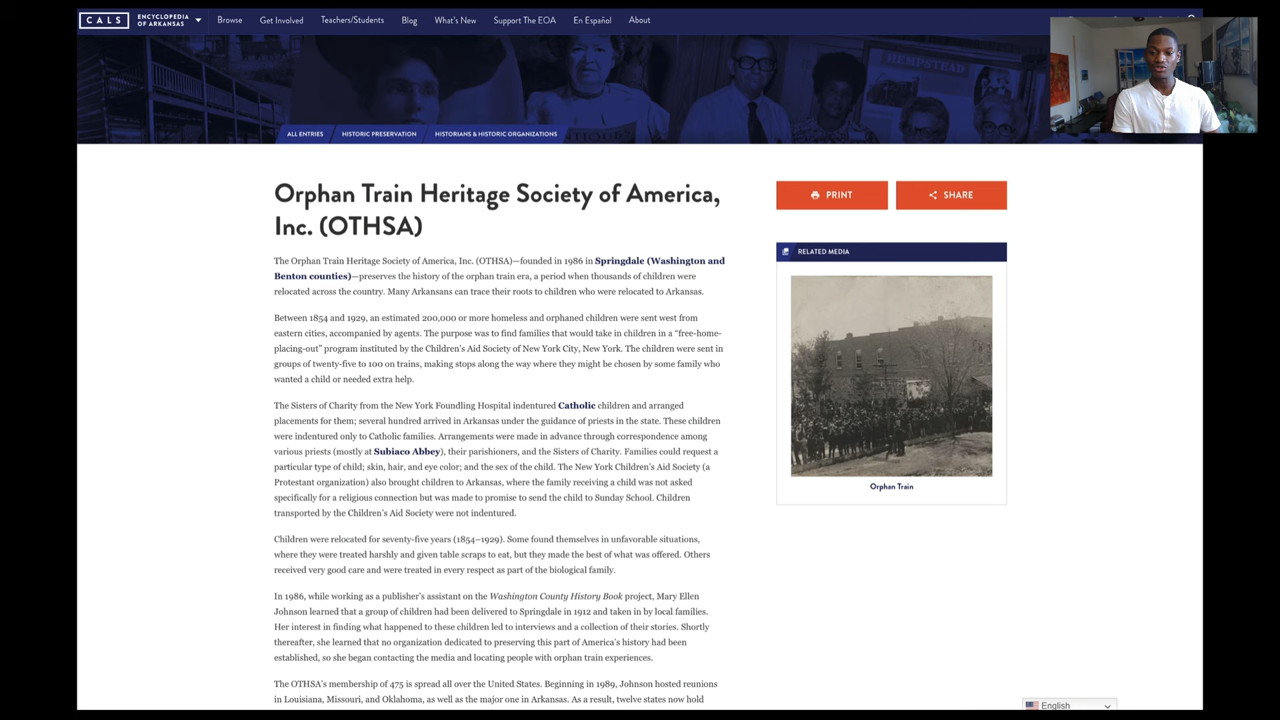 CALS
ENCYCLOPEDIA
OF ARKANSAS
Browse Get Involved Teachers/Students Blog What's New Support The EOA En Español About
HEMPSTEAD
ALL ENTRIES HISTORIC PRESERVATION HISTORIANS & HISTORIC ORGANIZATIONS
Orphan Train Heritage Society of America,
Inc. (OTHSA)
The Orphan Train Heritage Society of America, Inc. (OTHSA)—founded in 1986 in Springdale (Washington and
Benton counties)—preserves the history of the orphan train era, a period when thousands of children were
relocated across the country. Many Arkansans can trace their roots to children who were relocated to Arkansas.
Between 1854 and 1929, an estimated 200,000 or more homeless and orphaned children were sent west from
eastern cities, accompanied by agents. The purpose was to find families that would take in children in a “free-home-
placing-out” program instituted by the Children’s Aid Society of New York City, New York. The children were sent in
groups of twenty-five to 100 on trains, making stops along the way where they might be chosen by some family who
wanted a child or needed extra help.
The Sisters of Charity from the New York Foundling Hospital indentured Catholic children and arranged
placements for them; several hundred arrived in Arkansas under the guidance of priests in the state. These children
were indentured only to Catholic families. Arrangements were made in advance through correspondence among
various priests (mostly at Subiaco Abbey), their parishioners, and the Sisters of Charity. Families could request a
particular type of child; skin, hair, and eye color; and the sex of the child. The New York Children’s Aid Society (a
Protestant organization) also brought children to Arkansas, where the family receiving a child was not asked
specifically for a religious connection but was made to promise to send the child to Sunday School. Children
transported by the Children’s Aid Society were not indentured.
Children were relocated for seventy-five years (1854–1929). Some found themselves in unfavorable situations,
where they were treated harshly and given table scraps to eat, but they made the best of what was offered. Others
received very good care and were treated in every respect as part of the biological family.
In 1986, while working as a publisher’s assistant on the Washington County History Book project, Mary Ellen
Johnson learned that a group of children had been delivered to Springdale in 1912 and taken in by local families.
Her interest in finding what happened to these children led to interviews and a collection of their stories. Shortly
thereafter, she learned that no organization dedicated to preserving this part of America’s history had been
established, so she began contacting the media and locating people with orphan train experiences.
The OTHSA’s membership of 475 is spread all over the United States. Beginning in 1989, Johnson hosted reunions
in Louisiana, Missouri, and Oklahoma, as well as the major one in Arkansas. As a result, twelve states now hold
PRINT SHARE
RELATED MEDIA
Orphan Train
English